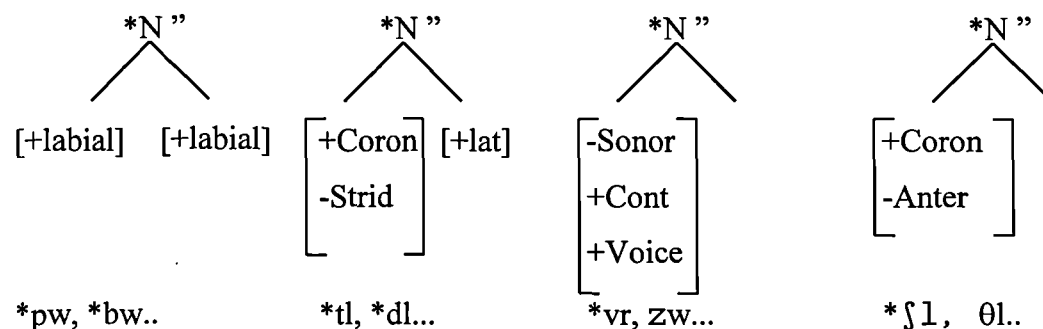 *N ” *N ” *N ” *N ”
[+labial] [+labial] +Coron [+lat] -Sonor +Coron
-Strid +Cont -Anter
+Voice
*pw, *bw.. *tl, *dl... *vr, zw... *ʃl, θl..